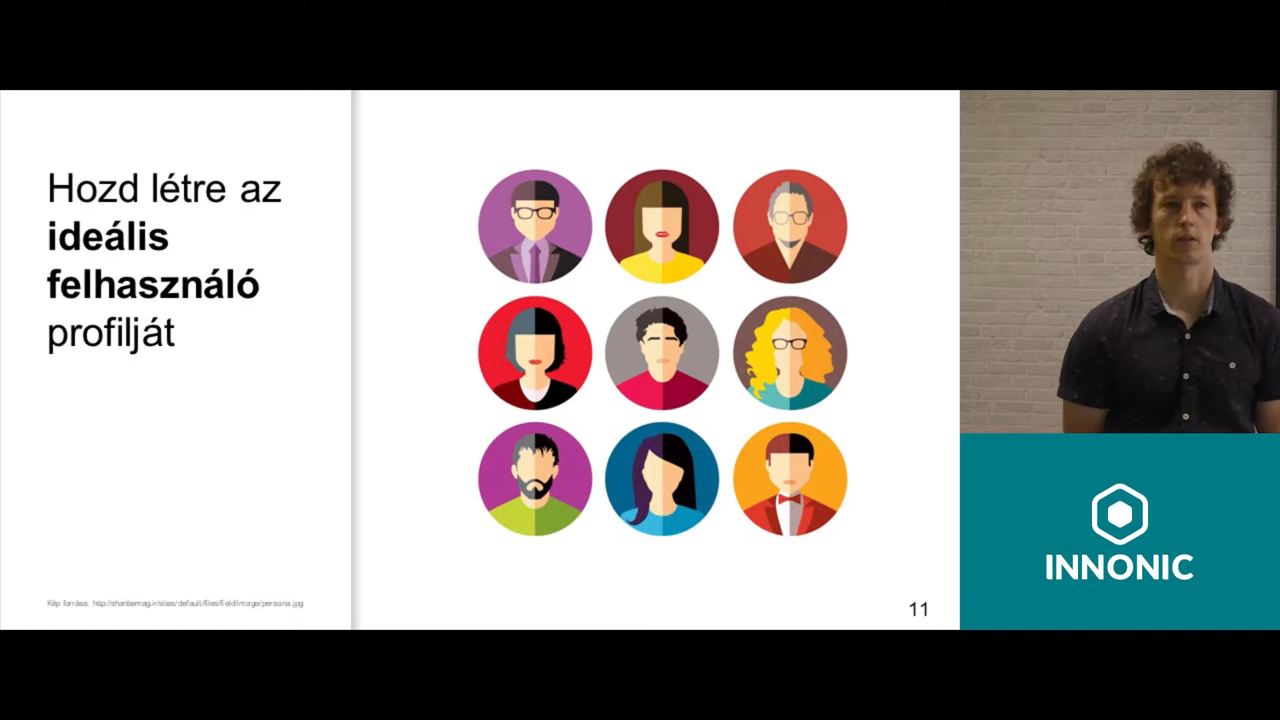 Hozd létre az
ideális
felhasználó
profilját
Kép forrása: http://shanbemag.ir/sites/default/files/field/image/persona.jpg
11
INNONIC